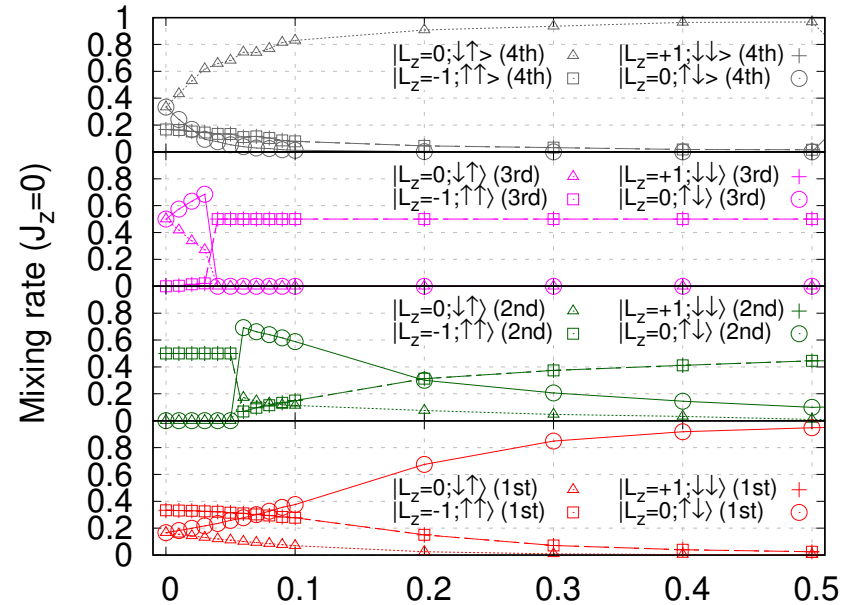 Mixing rate (J_z=0)
1
0.8
0.6
0.4
0.2
0
|L_z=0;↓↑> (4th) |L_z=+1;↓↓> (4th)
|L_z=-1;↑↑> (4th) |L_z=0;↑↓> (4th)
0.8
0.6
0.4
0.2
0
|L_z=0;↓↑⟩ (3rd) |L_z=+1;↓↓⟩ (3rd)
|L_z=-1;↑↑⟩ (3rd) |L_z=0;↑↓⟩ (3rd)
0.8
0.6
0.4
0.2
0
|L_z=0;↓↑⟩ (2nd) |L_z=+1;↓↓⟩ (2nd)
|L_z=-1;↑↑⟩ (2nd) |L_z=0;↑↓⟩ (2nd)
0.8
0.6
0.4
0.2
0
|L_z=0;↓↑⟩ (1st) |L_z=+1;↓↓⟩ (1st)
|L_z=-1;↑↑⟩ (1st) |L_z=0;↑↓⟩ (1st)
0 0.1 0.2 0.3 0.4 0.5